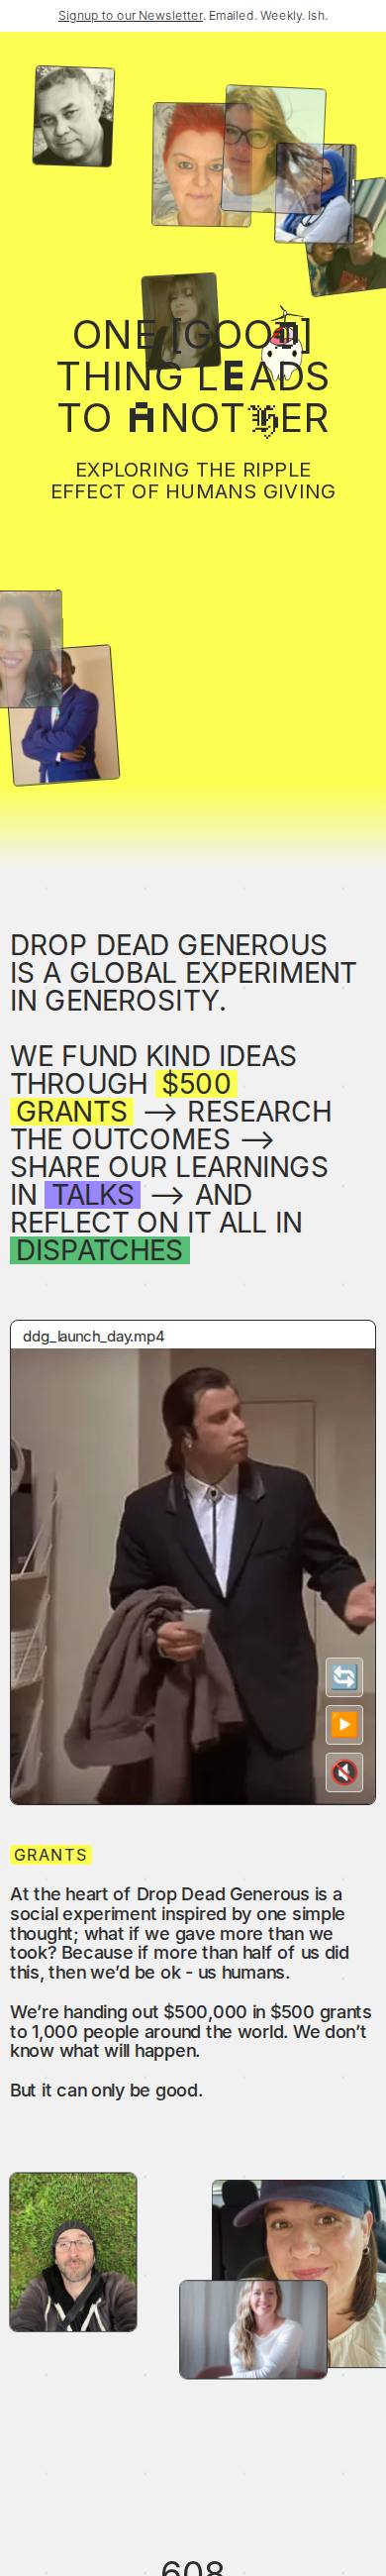 Signup to our Newsletter. Emailed. Weekly. Ish.
ONE [GOOD]
THING LEADS
TO ANOTHER
EXPLORING THE RIPPLE
EFFECT OF HUMANS GIVING
DROP DEAD GENEROUS
IS A GLOBAL EXPERIMENT
IN GENEROSITY.
WE FUND KIND IDEAS
THROUGH $500
GRANTS —> RESEARCH
THE OUTCOMES —>
SHARE OUR LEARNINGS
IN TALKS —> AND
REFLECT ON IT ALL IN
DISPATCHES
ddg_launch_day.mp4
GRANTS
At the heart of Drop Dead Generous is a
social experiment inspired by one simple
thought; what if we gave more than we
took? Because if more than half of us did
this, then we’d be ok - us humans.
We’re handing out $500,000 in $500 grants
to 1,000 people around the world. We don’t
know what will happen.
But it can only be good.
608